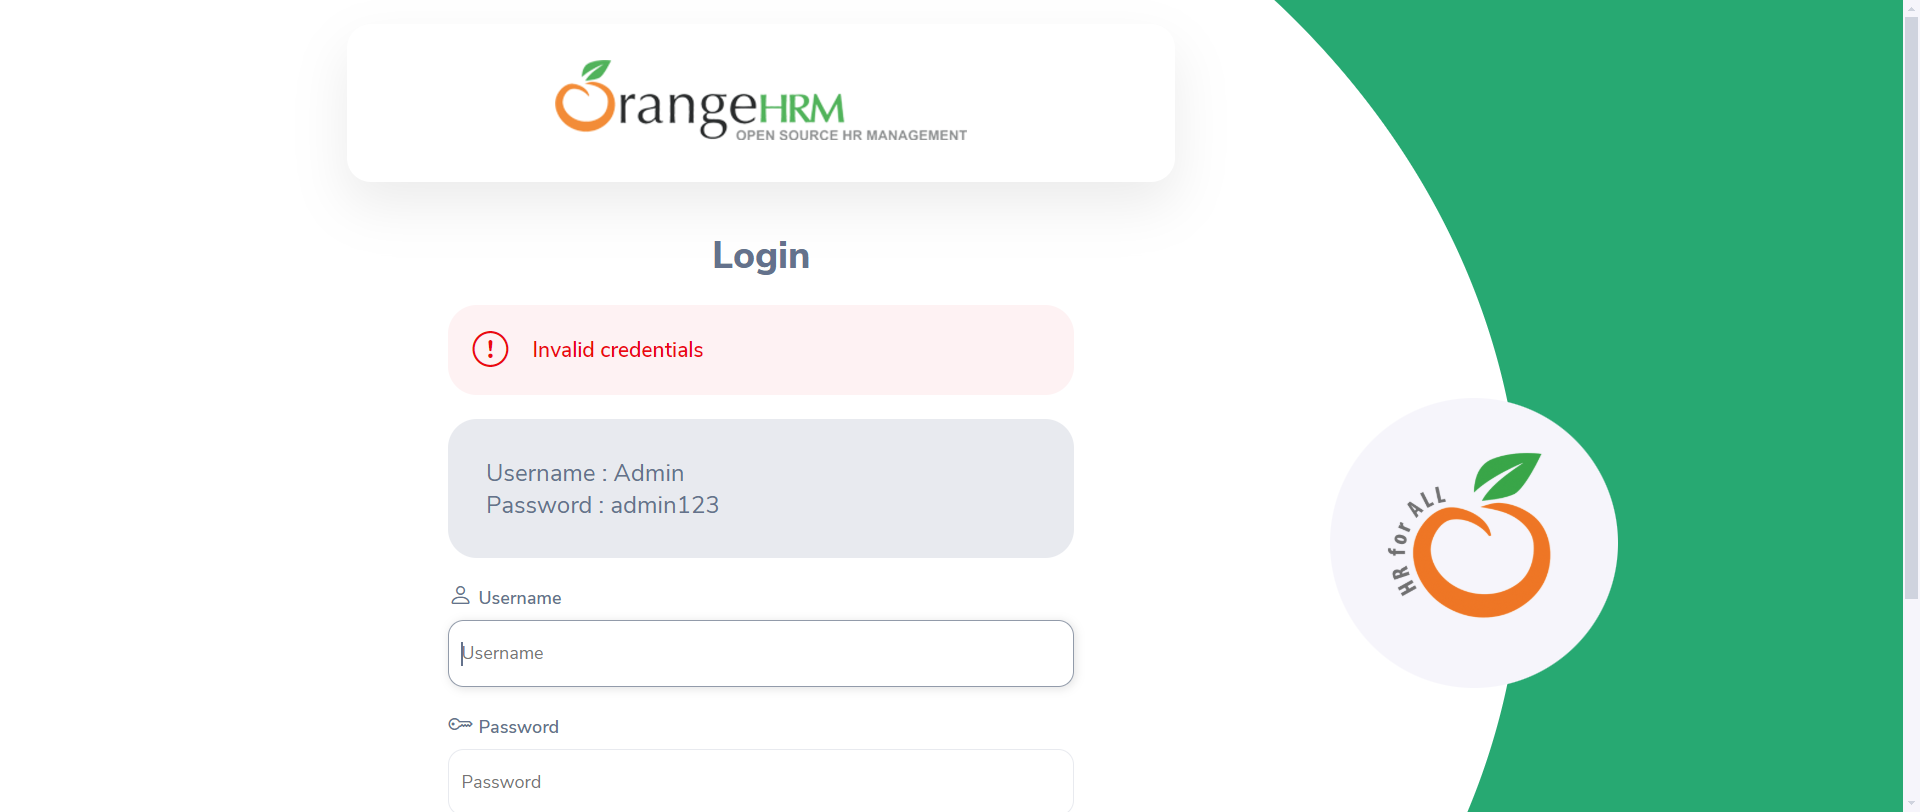 OrangeHRM
OPEN SOURCE HR MANAGEMENT
Login
Invalid credentials
Username : Admin
Password : admin123
Username
Username
Password
Password
HR for ALL